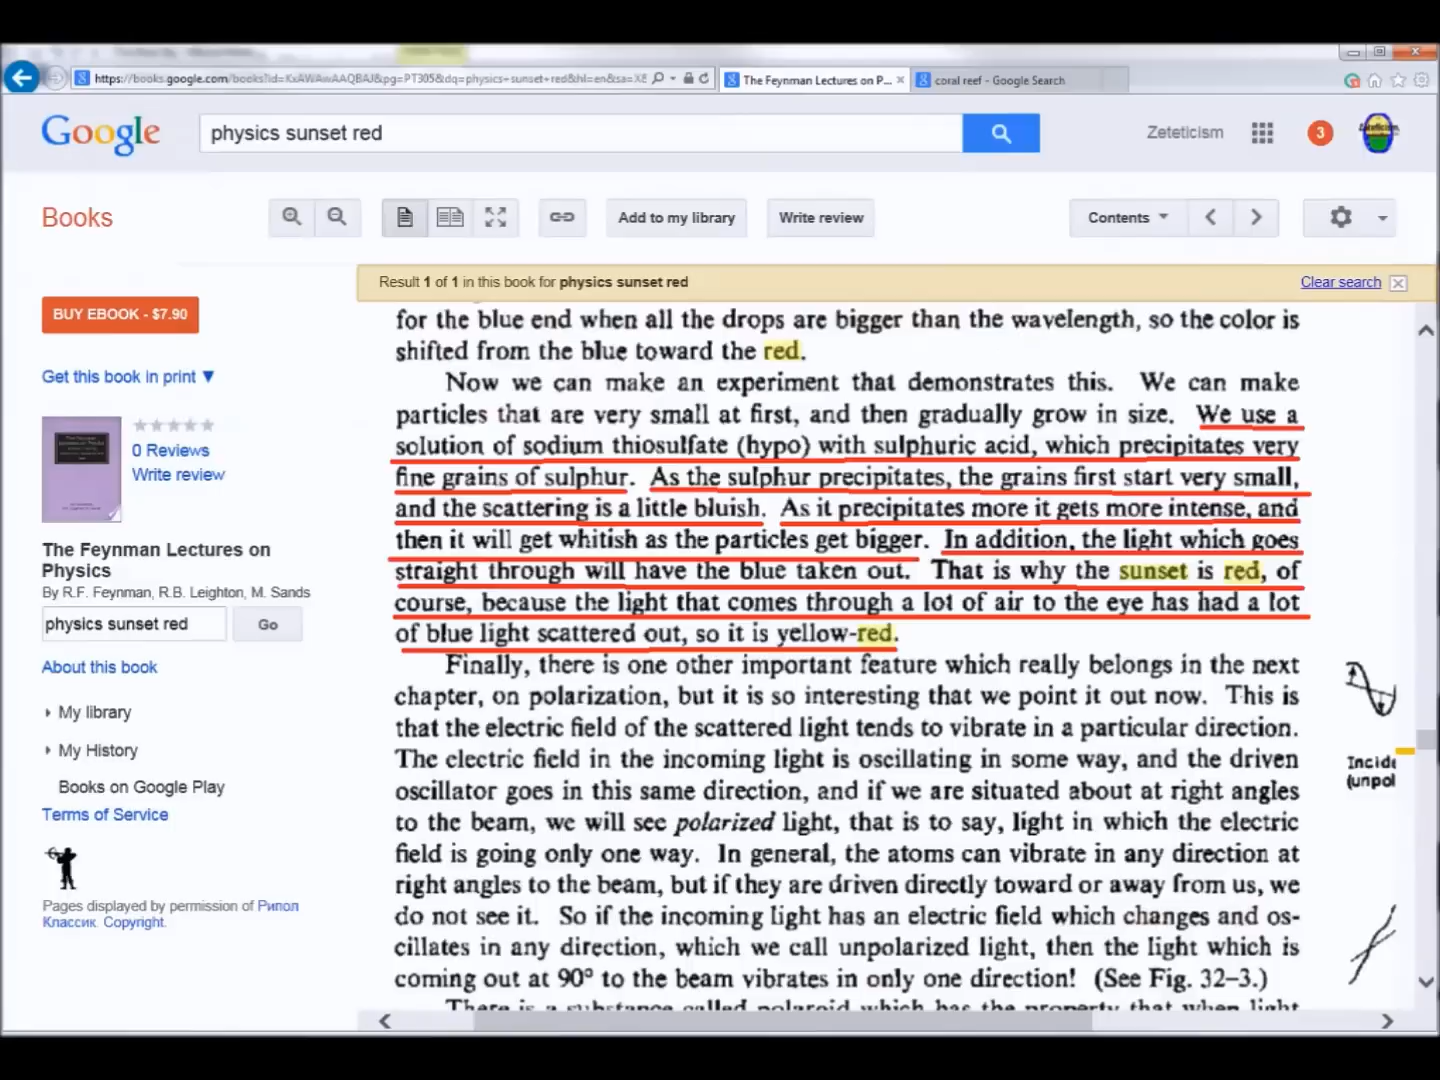 https://books.google.com/books?id=KxAWAwAAQBAJ&pg=PT305&dq=physics+sunset+red&hl=en&sa=X&
The Feynman Lectures on P...
coral reef - Google Search
Google
physics sunset red
Zeteticism
3
Books
Add to my library
Write review
Contents
Result 1 of 1 in this book for physics sunset red
Clear search
BUY EBOOK - $7.90
Get this book in print ▼
0 Reviews
Write review
The Feynman Lectures on
Physics
By R.F. Feynman, R.B. Leighton, M. Sands
physics sunset red
Go
About this book
My library
My History
Books on Google Play
Terms of Service
Pages displayed by permission of Рипол
Классик. Copyright.
for the blue end when all the drops are bigger than the wavelength, so the color is
shifted from the blue toward the red.
Now we can make an experiment that demonstrates this. We can make
particles that are very small at first, and then gradually grow in size. We use a
solution of sodium thiosulfate (hypo) with sulphuric acid, which precipitates very
fine grains of sulphur. As the sulphur precipitates, the grains first start very small,
and the scattering is a little bluish. As it precipitates more it gets more intense, and
then it will get whitish as the particles get bigger. In addition, the light which goes
straight through will have the blue taken out. That is why the sunset is red, of
course, because the light that comes through a lot of air to the eye has had a lot
of blue light scattered out, so it is yellow-red.
Finally, there is one other important feature which really belongs in the next
chapter, on polarization, but it is so interesting that we point it out now. This is
that the electric field of the scattered light tends to vibrate in a particular direction.
The electric field in the incoming light is oscillating in some way, and the driven
oscillator goes in this same direction, and if we are situated about at right angles
to the beam, we will see polarized light, that is to say, light in which the electric
field is going only one way. In general, the atoms can vibrate in any direction at
right angles to the beam, but if they are driven directly toward or away from us, we
do not see it. So if the incoming light has an electric field which changes and os-
cillates in any direction, which we call unpolarized light, then the light which is
coming out at 90° to the beam vibrates in only one direction! (See Fig. 32-3.)
There is a substance called polaroid which has the property that when light
Incide
(unpol